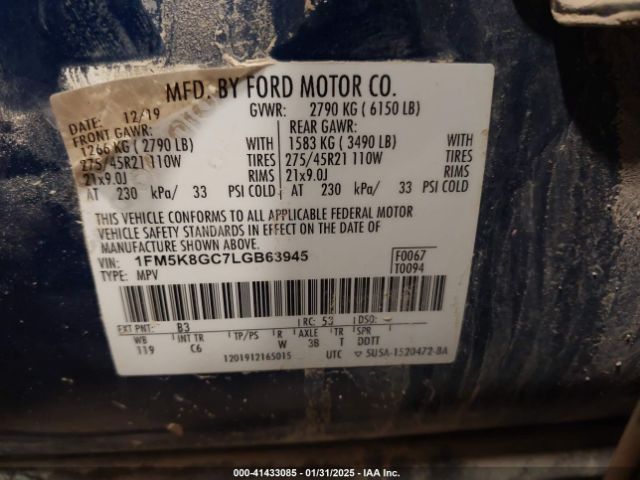 MFD. BY FORD MOTOR CO.
DATE: 12/19 GVWR: 2790 KG ( 6150 LB)
FRONT GAWR: REAR GAWR:
1266 KG ( 2790 LB) 1583 KG ( 3490 LB)
275/45R21 110W TIRES 275/45R21 110W TIRES
21x9.0J RIMS 21x9.0J RIMS
AT 230 kPa/ 33 PSI COLD AT 230 kPa/ 33 PSI COLD
THIS VEHICLE CONFORMS TO ALL APPLICABLE FEDERAL MOTOR
VEHICLE SAFETY STANDARDS IN EFFECT ON THE DATE OF
MANUFACTURE SHOWN ABOVE.
VIN: 1FM5K8GC7LGB63945 F0067
TYPE: MPV T0094
EXT PNT: B3 RC: 53 DSO:
WB INT TR TP/PS R AXLE TR SPR
119 C6 W 3B T DDTT
1201912165015 UTC ▽ SU5A-1520472-BA
120-41433085 - 01/31/2025 - IAA Inc.